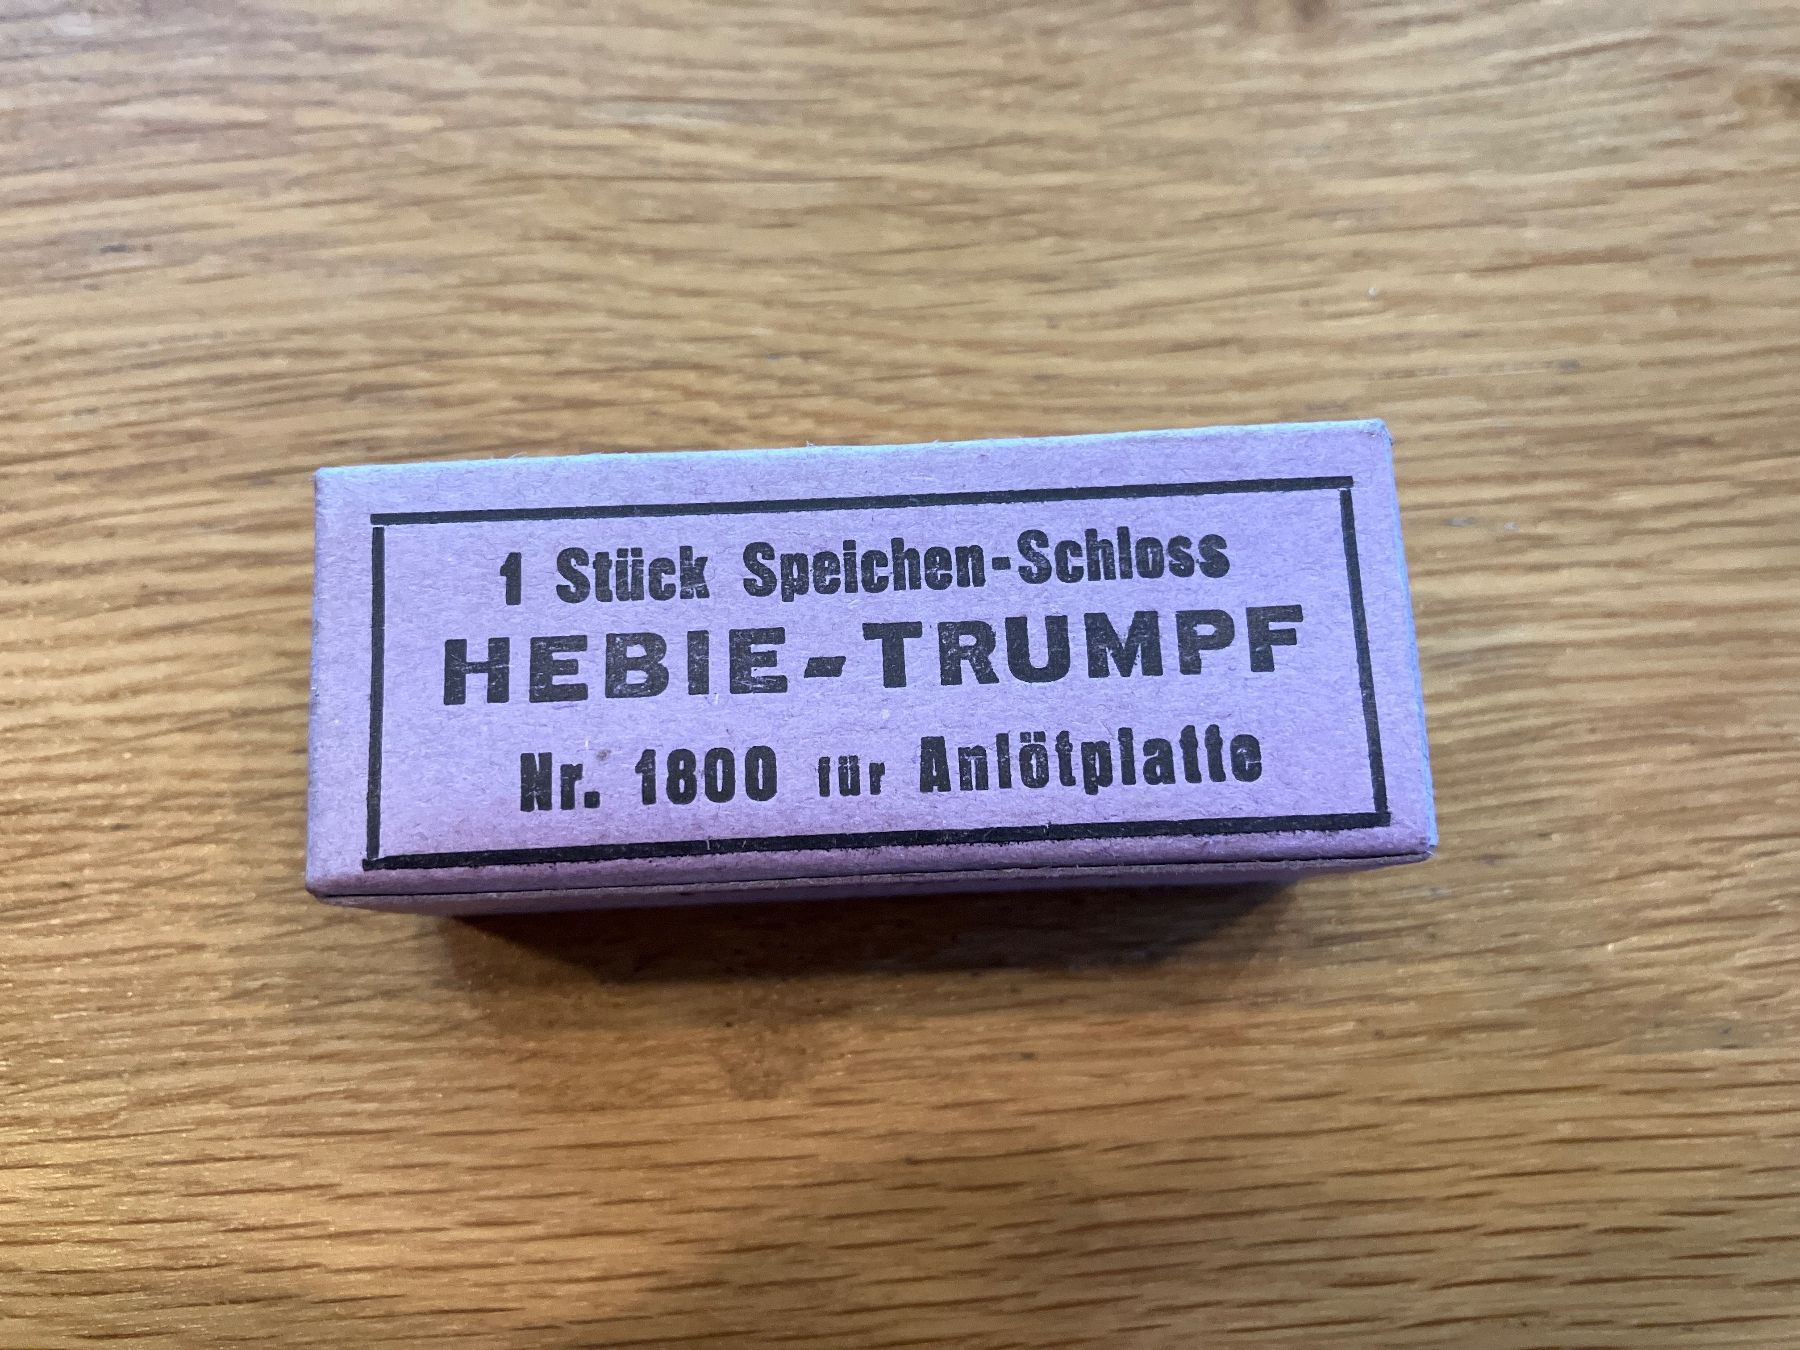 1 Stück Speichen-Schloss
HEBIE-TRUMPF
Nr. 1800 für Anlötplatte